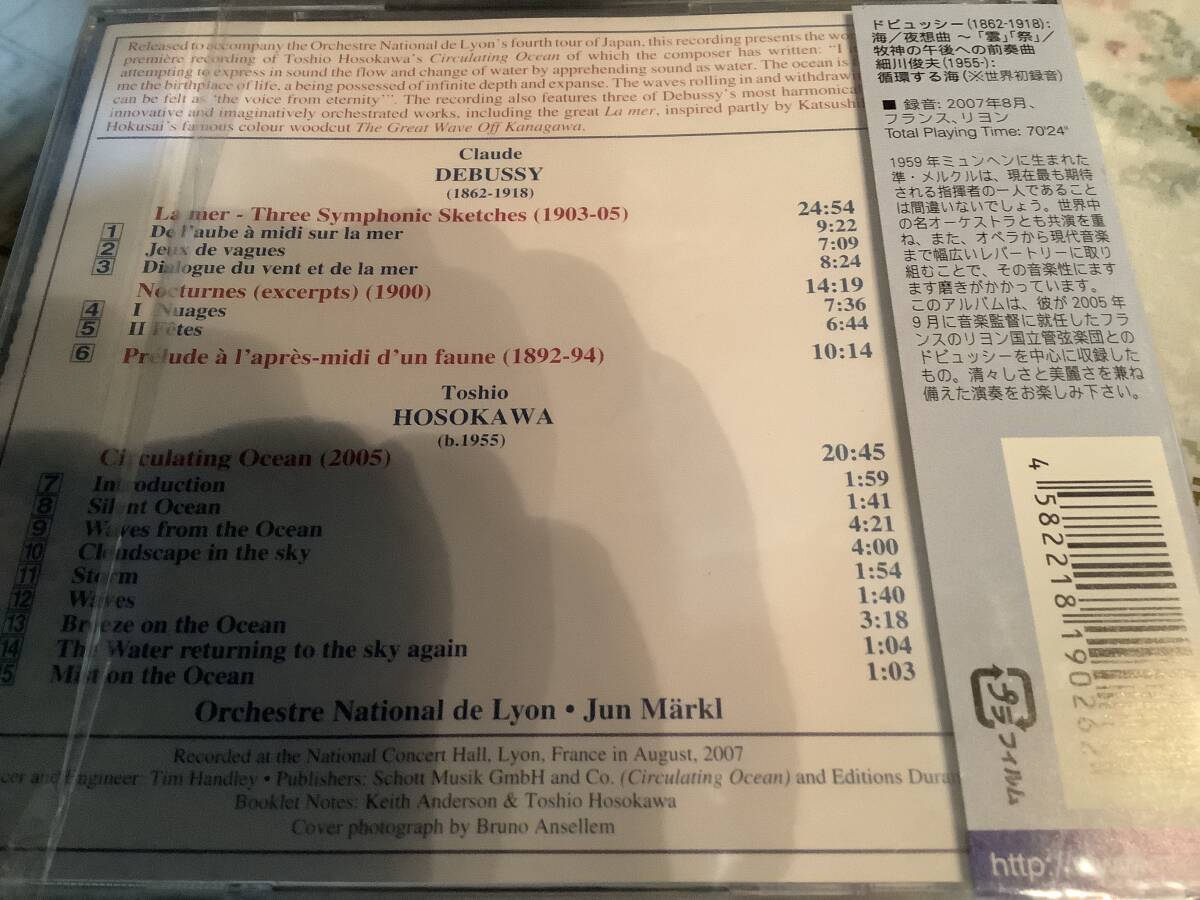 Released to accompany the Orchestre National de Lyon's fourth tour of Japan, this recording presents the
première recording of Toshio Hosokawa's Circulating Ocean of which the composer has written: "I
attempting to express in sound the flow and change of water by apprehending sound as water. The ocean is
me the birthplace of life, a being possessed of infinite depth and expanse. The waves rolling in and
can be felt as 'the voice from eternity'". The recording also features three of Debussy's most
innovative and imaginatively orchestrated works, including the great La mer, inspired partly by
Hokusai's famous colour woodcut The Great Wave Off Kanagawa.
Claude
DEBUSSY
(1862-1918)
La mer - Three Symphonic Sketches (1903-05) 24:54
1 De l'aube à midi sur la mer 9:22
2 Jeux de vagues 7:09
3 Dialogue du vent et de la mer 8:24
Nocturnes (excerpts) (1900) 14:19
4 I Nuages 7:36
5 II Fêtes 6:44
6 Prélude à l'après-midi d'un faune (1892-94) 10:14
Toshio
HOSOKAWA
(b.1955)
Circulating Ocean (2005) 20:45
7 Introduction 1:59
8 Silent Ocean 1:41
9 Waves from the Ocean 4:21
10 Cloudscape in the sky 4:00
11 Storm 1:54
12 Waves 1:40
13 Breeze on the Ocean 3:18
14 The Water returning to the sky again 1:04
5 Mist on the Ocean 1:03
Orchestre National de Lyon • Jun Märkl
Recorded at the National Concert Hall, Lyon, France in August, 2007
and Engineer: Tim Handley • Publishers: Schott Musik GmbH and Co. (Circulating Ocean) and Editions
Booklet Notes: Keith Anderson & Toshio Hosokawa
Cover photograph by Bruno Ansellem
ドビュッシー(1862-1918):
海/夜想曲 〜「雲」「祭」/
牧神の午後への前奏曲
細川俊夫(1955-):
循環する海(※世界初録音)
■ 録音: 2007年8月、
フランス、リヨン
Total Playing Time: 70'24"
1959年ミュンヘンに生まれた
準・メルクルは、現在最も期待
される指揮者の一人であること
は間違いないでしょう。世界中
の名オーケストラとも共演を重
ね、また、オペラから現代音楽
まで幅広いレパートリーに取り
組むことで、その音楽性にます
ます磨きがかかっています。
このアルバムは、彼が2005年
9月に音楽監督に就任したフラ
ンスのリヨン国立管弦楽団との
ドビュッシーを中心に収録した
もの。清々しさと美麗さを兼ね
備えた演奏をお楽しみ下さい。
4 582218 1902
プラ
フィルム
http://